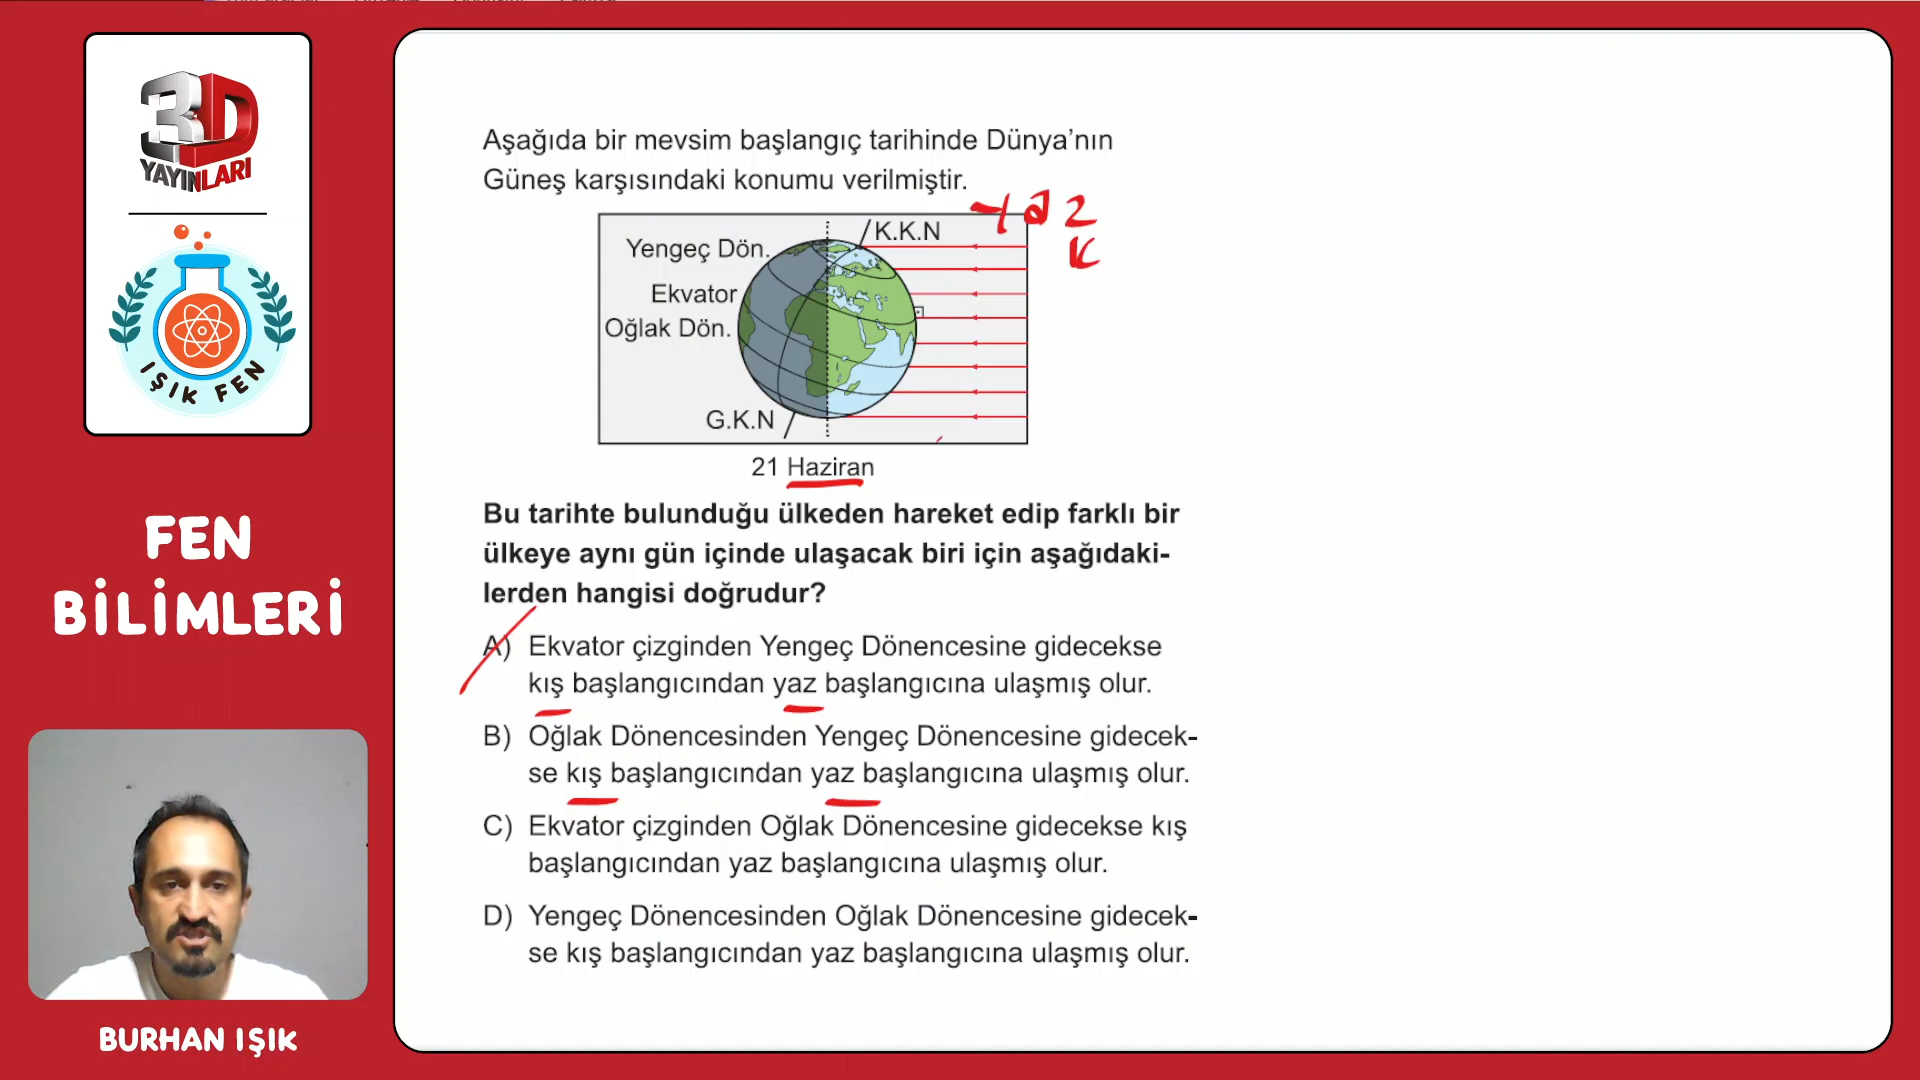 3D
YAYINLARI
IŞIK FEN
FEN
BİLİMLERİ
BURHAN IŞIK
Aşağıda bir mevsim başlangıç tarihinde Dünya’nın
Güneş karşısındaki konumu verilmiştir.
yaz
K
K.K.N
Yengeç Dön.
Ekvator
Oğlak Dön.
G.K.N
21 Haziran
Bu tarihte bulunduğu ülkeden hareket edip farklı bir
ülkeye aynı gün içinde ulaşacak biri için aşağıdaki-
lerden hangisi doğrudur?
A) Ekvator çizginden Yengeç Dönencesine gidecekse
kış başlangıcından yaz başlangıcına ulaşmış olur.
B) Oğlak Dönencesinden Yengeç Dönencesine gidecek-
se kış başlangıcından yaz başlangıcına ulaşmış olur.
C) Ekvator çizginden Oğlak Dönencesine gidecekse kış
başlangıcından yaz başlangıcına ulaşmış olur.
D) Yengeç Dönencesinden Oğlak Dönencesine gidecek-
se kış başlangıcından yaz başlangıcına ulaşmış olur.